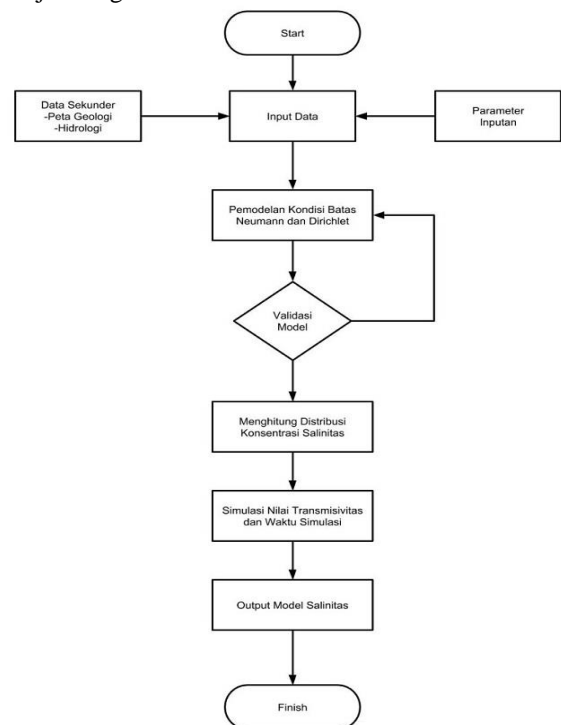 Start
Data Sekunder
-Peta Geologi
-Hidrologi
Input Data
Parameter
Inputan
Pemodelan Kondisi Batas
Neumann dan Dirichlet
Validasi
Model
Menghitung Distribusi
Konsentrasi Salinitas
Simulasi Nilai Transmisivitas
dan Waktu Simulasi
Output Model Salinitas
Finish